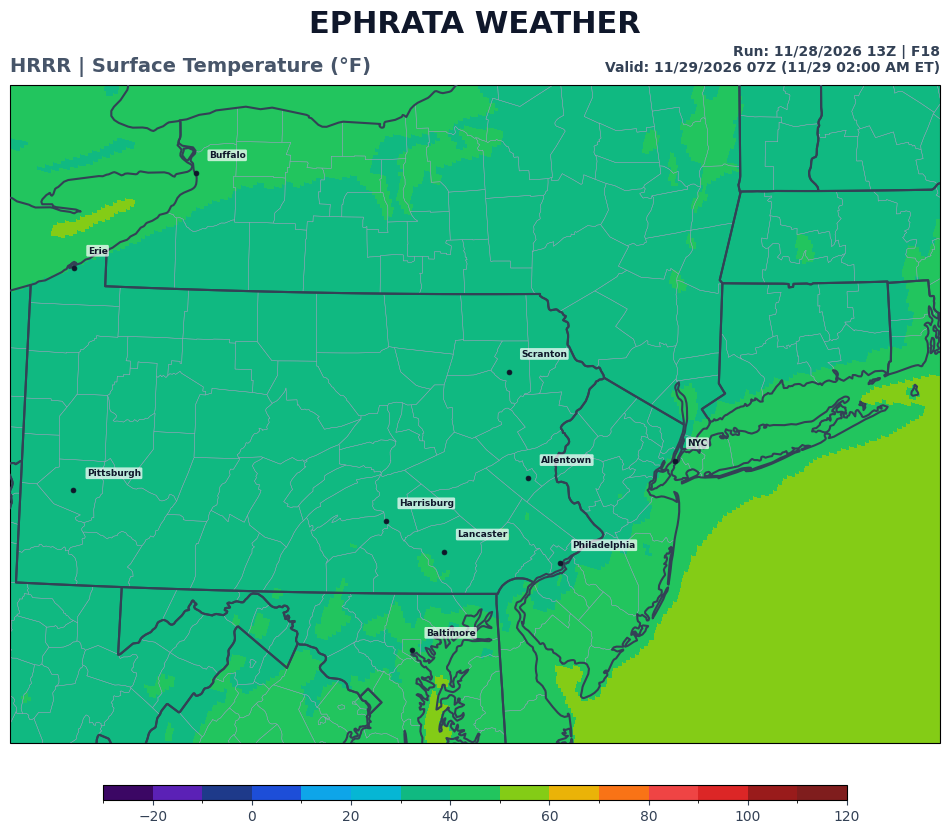 EPHRATA WEATHER
HRRR | Surface Temperature (°F)
Run: 11/28/2026 13Z | F18
Valid: 11/29/2026 07Z (11/29 02:00 AM ET)
Buffalo
Erie
Scranton
NYC
Allentown
Pittsburgh
Harrisburg
Lancaster
Philadelphia
Baltimore
−20 0 20 40 60 80 100 120